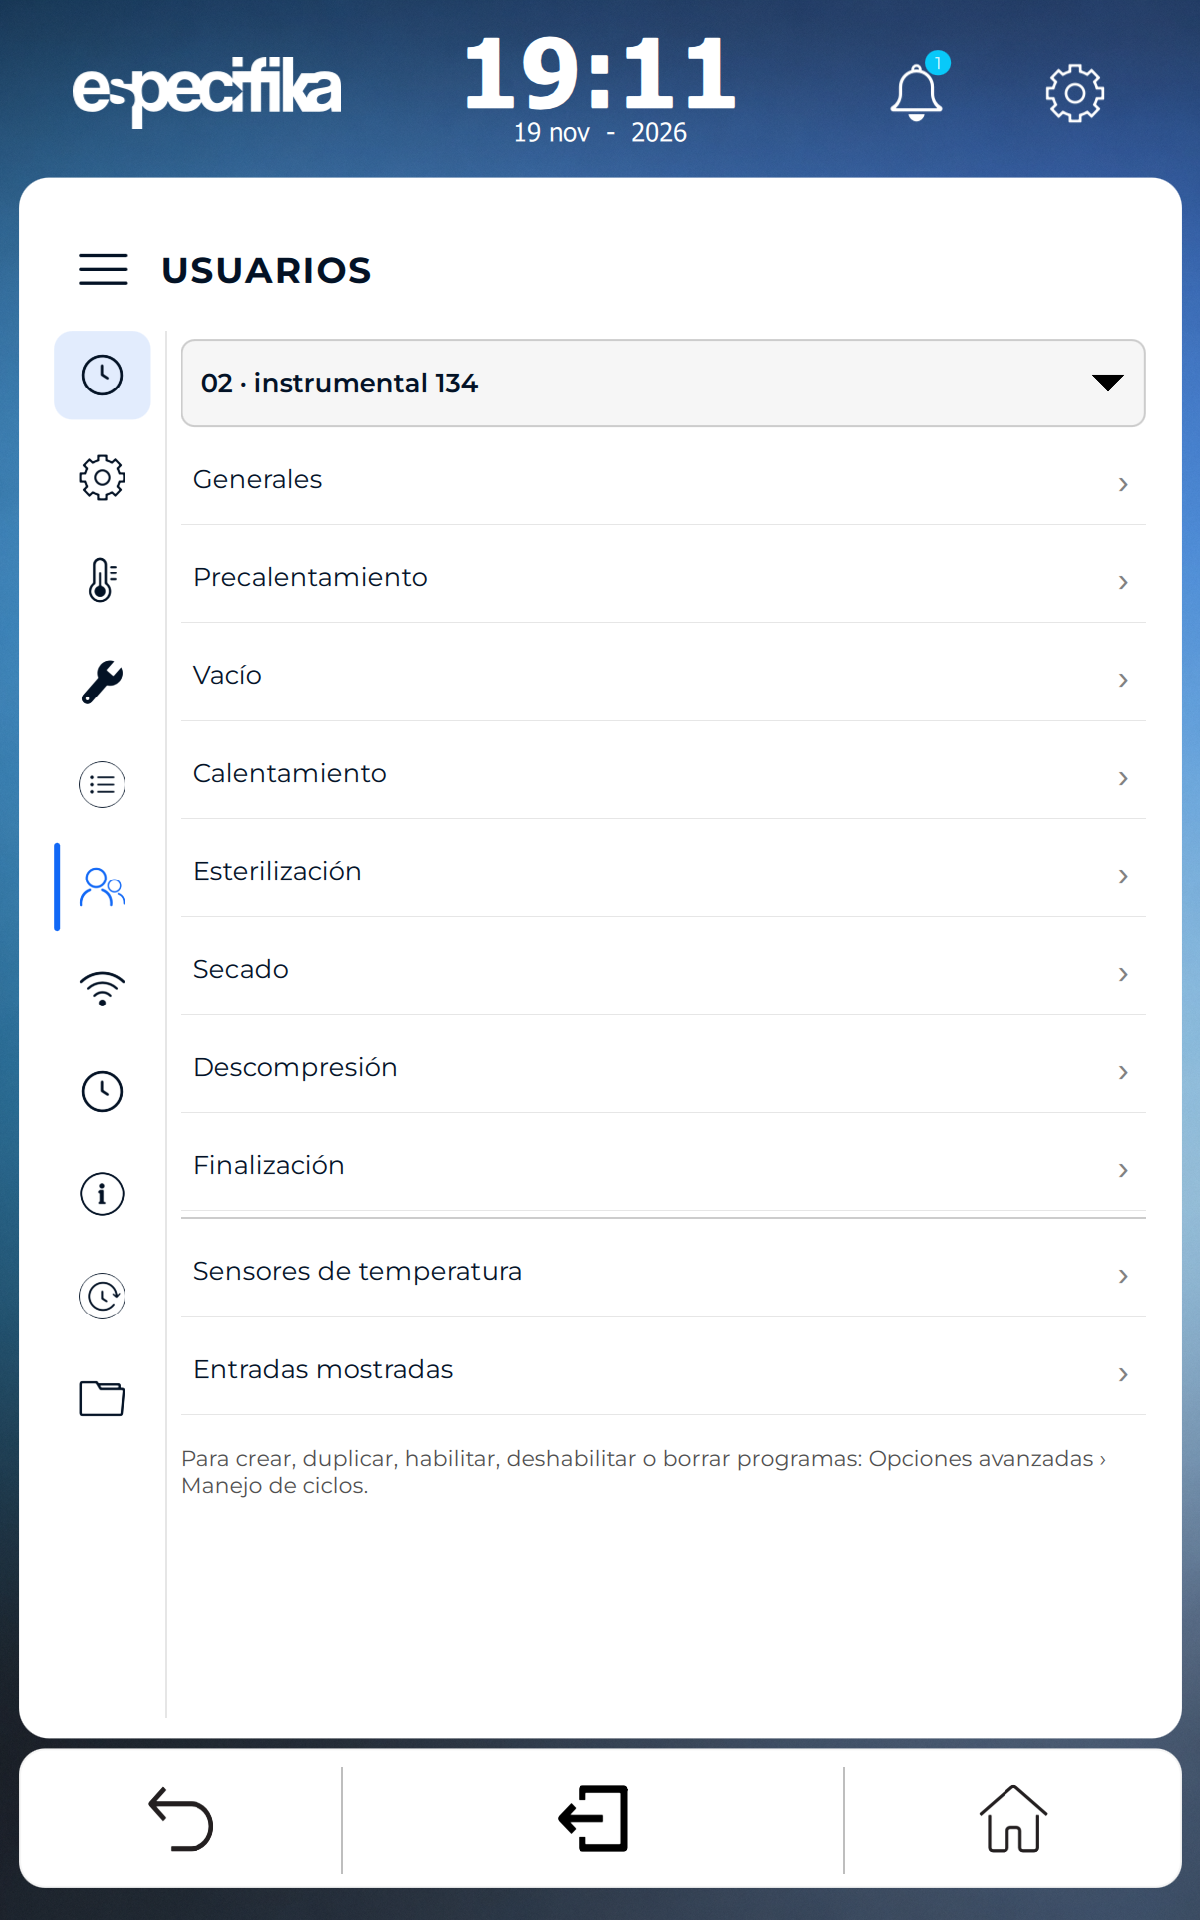 especifika
19:11
19 nov - 2026
1
USUARIOS
02 · instrumental 134
Generales ›
Precalentamiento ›
Vacío ›
Calentamiento ›
Esterilización ›
Secado ›
Descompresión ›
Finalización ›
Sensores de temperatura ›
Entradas mostradas ›
Para crear, duplicar, habilitar, deshabilitar o borrar programas: Opciones avanzadas ›
Manejo de ciclos.